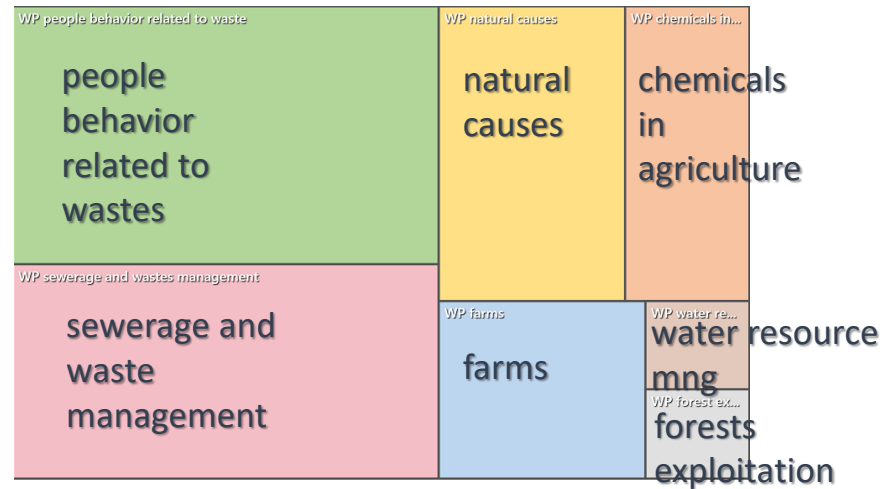 WP people behavior related to waste
people
behavior
related to
wastes
WP natural causes
natural
causes
WP chemicals in...
chemicals
in
agriculture
WP sewerage and wastes management
sewerage and
waste
management
WP farms
farms
WP water re...
water resource
mng
WP forest ex...
forests
exploitation